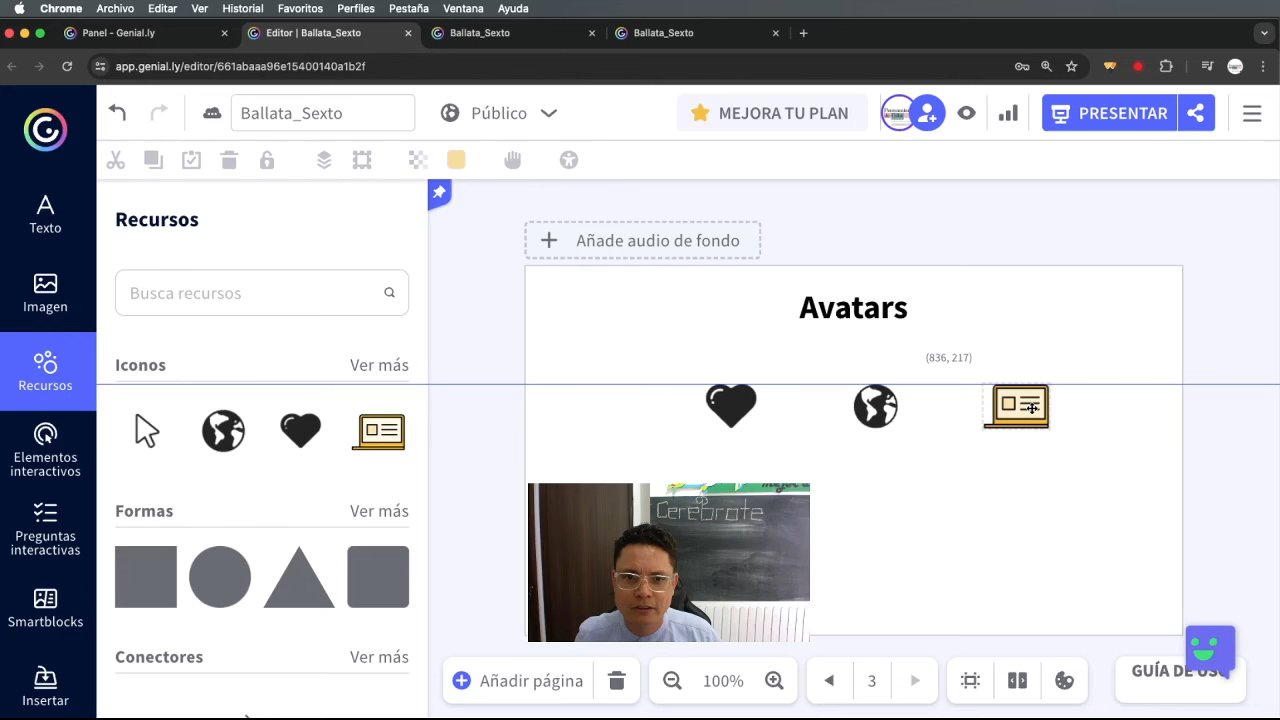 Chrome Archivo Editar Ver Historial Favoritos Perfiles Pestaña Ventana Ayuda
Panel - Genial.ly
Editor | Ballata_Sexto
Ballata_Sexto
Ballata_Sexto
app.genial.ly/editor/661abaaa96e15400140a1b2f
Ballata_Sexto
Público
MEJORA TU PLAN
PRESENTAR
Texto
Imagen
Recursos
Elementos
interactivos
Preguntas
interactivas
Smartblocks
Insertar
Recursos
Busca recursos
Iconos Ver más
Formas Ver más
Conectores Ver más
Añade audio de fondo
Avatars
(836, 217)
Cerebrote
Añadir página
100%
3
GUÍA DE USO